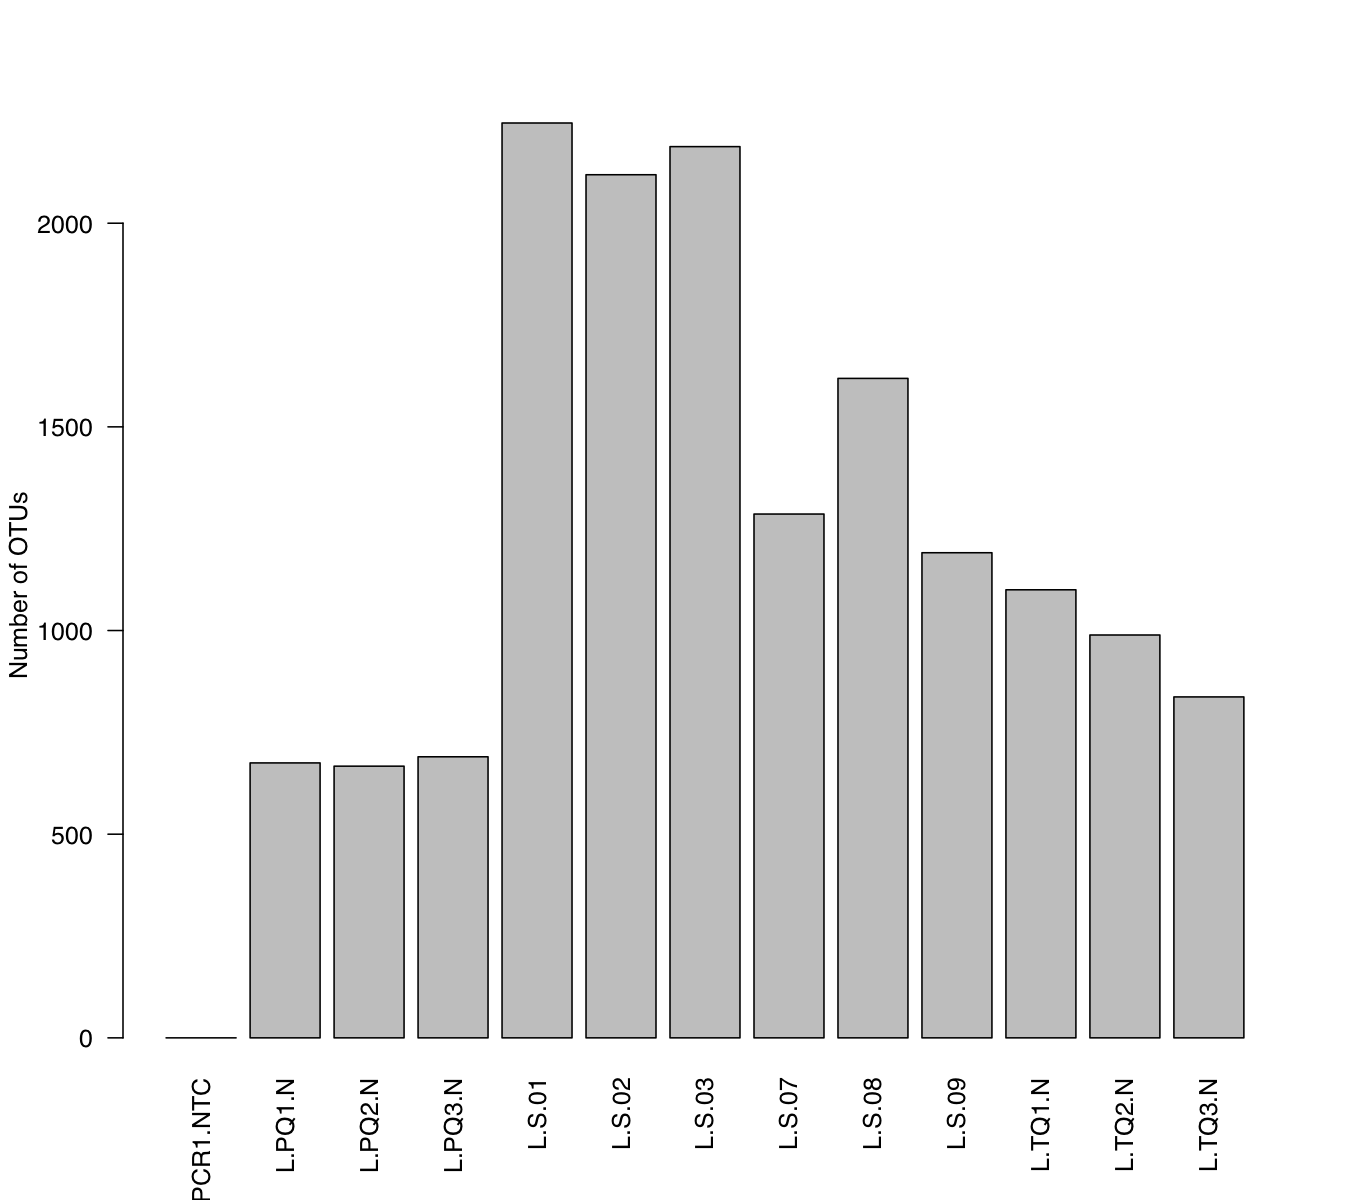 Number of OTUs
2000
1500
1000
500
0
PCR1.NTC
L.PQ1.N
L.PQ2.N
L.PQ3.N
L.S.01
L.S.02
L.S.03
L.S.07
L.S.08
L.S.09
L.TQ1.N
L.TQ2.N
L.TQ3.N